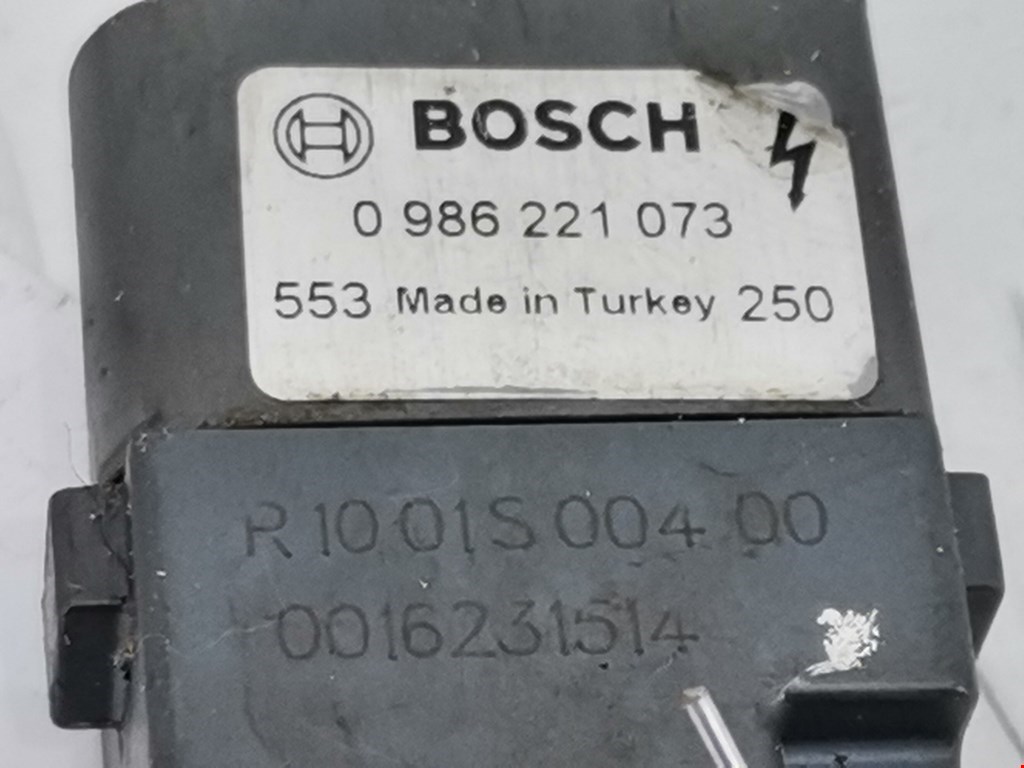 BOSCH
0 986 221 073
553 Made in Turkey 250
R 10 01S 004 00
0016231514